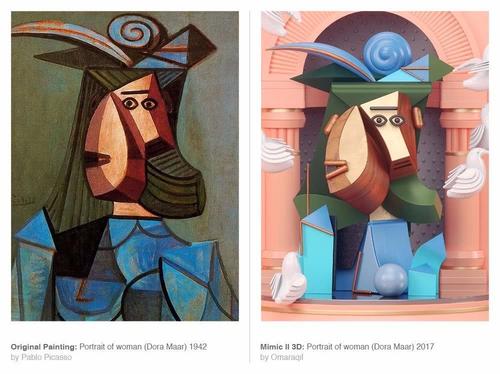 Original Painting: Portrait of woman (Dora Maar) 1942
by Pablo Picasso
Mimic II 3D: Portrait of woman (Dora Maar) 2017
by Omaraqil